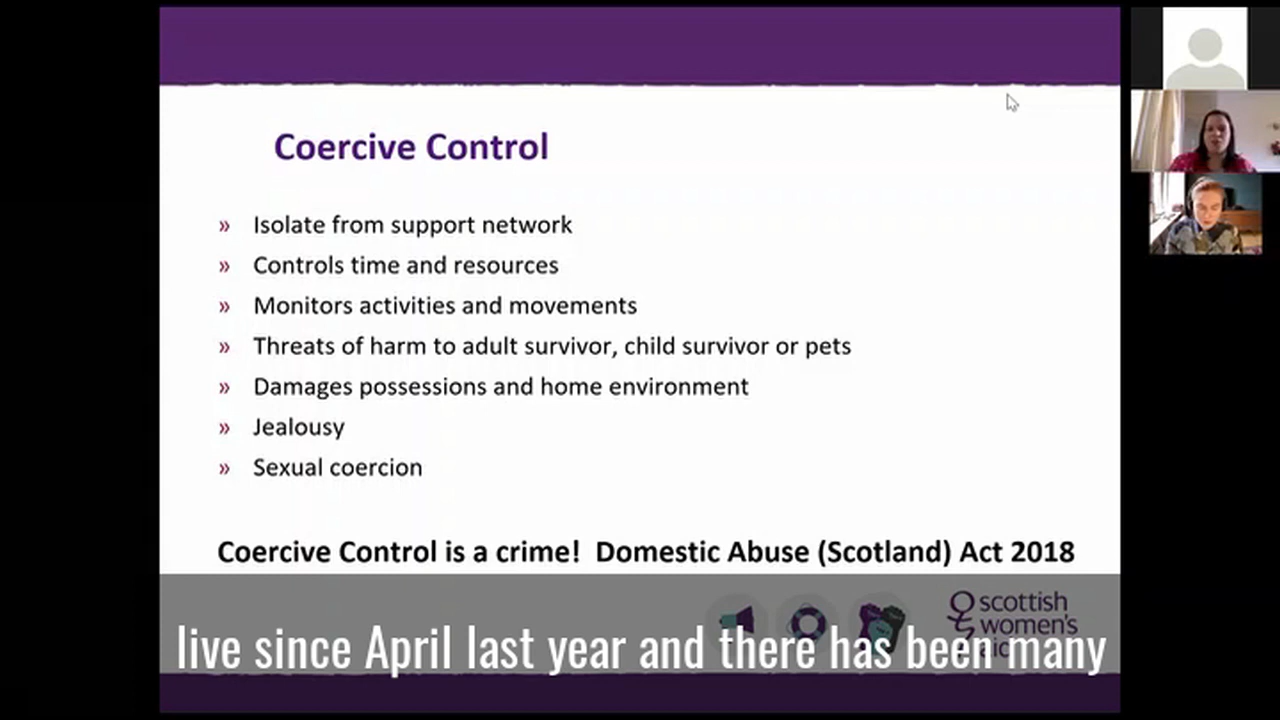 Coercive Control
» Isolate from support network
» Controls time and resources
» Monitors activities and movements
» Threats of harm to adult survivor, child survivor or pets
» Damages possessions and home environment
» Jealousy
» Sexual coercion
Coercive Control is a crime! Domestic Abuse (Scotland) Act 2018
scottish
women's
aid
live since April last year and there has been many